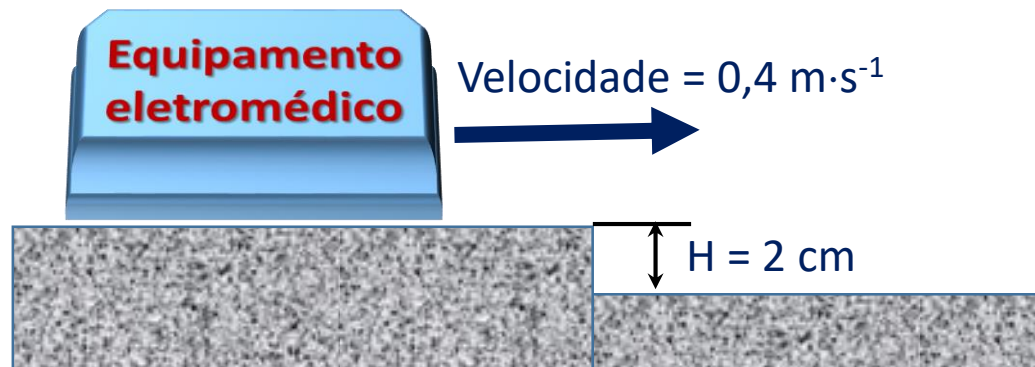 Equipamento
eletromédico
Velocidade = 0,4 m·s⁻¹
H = 2 cm